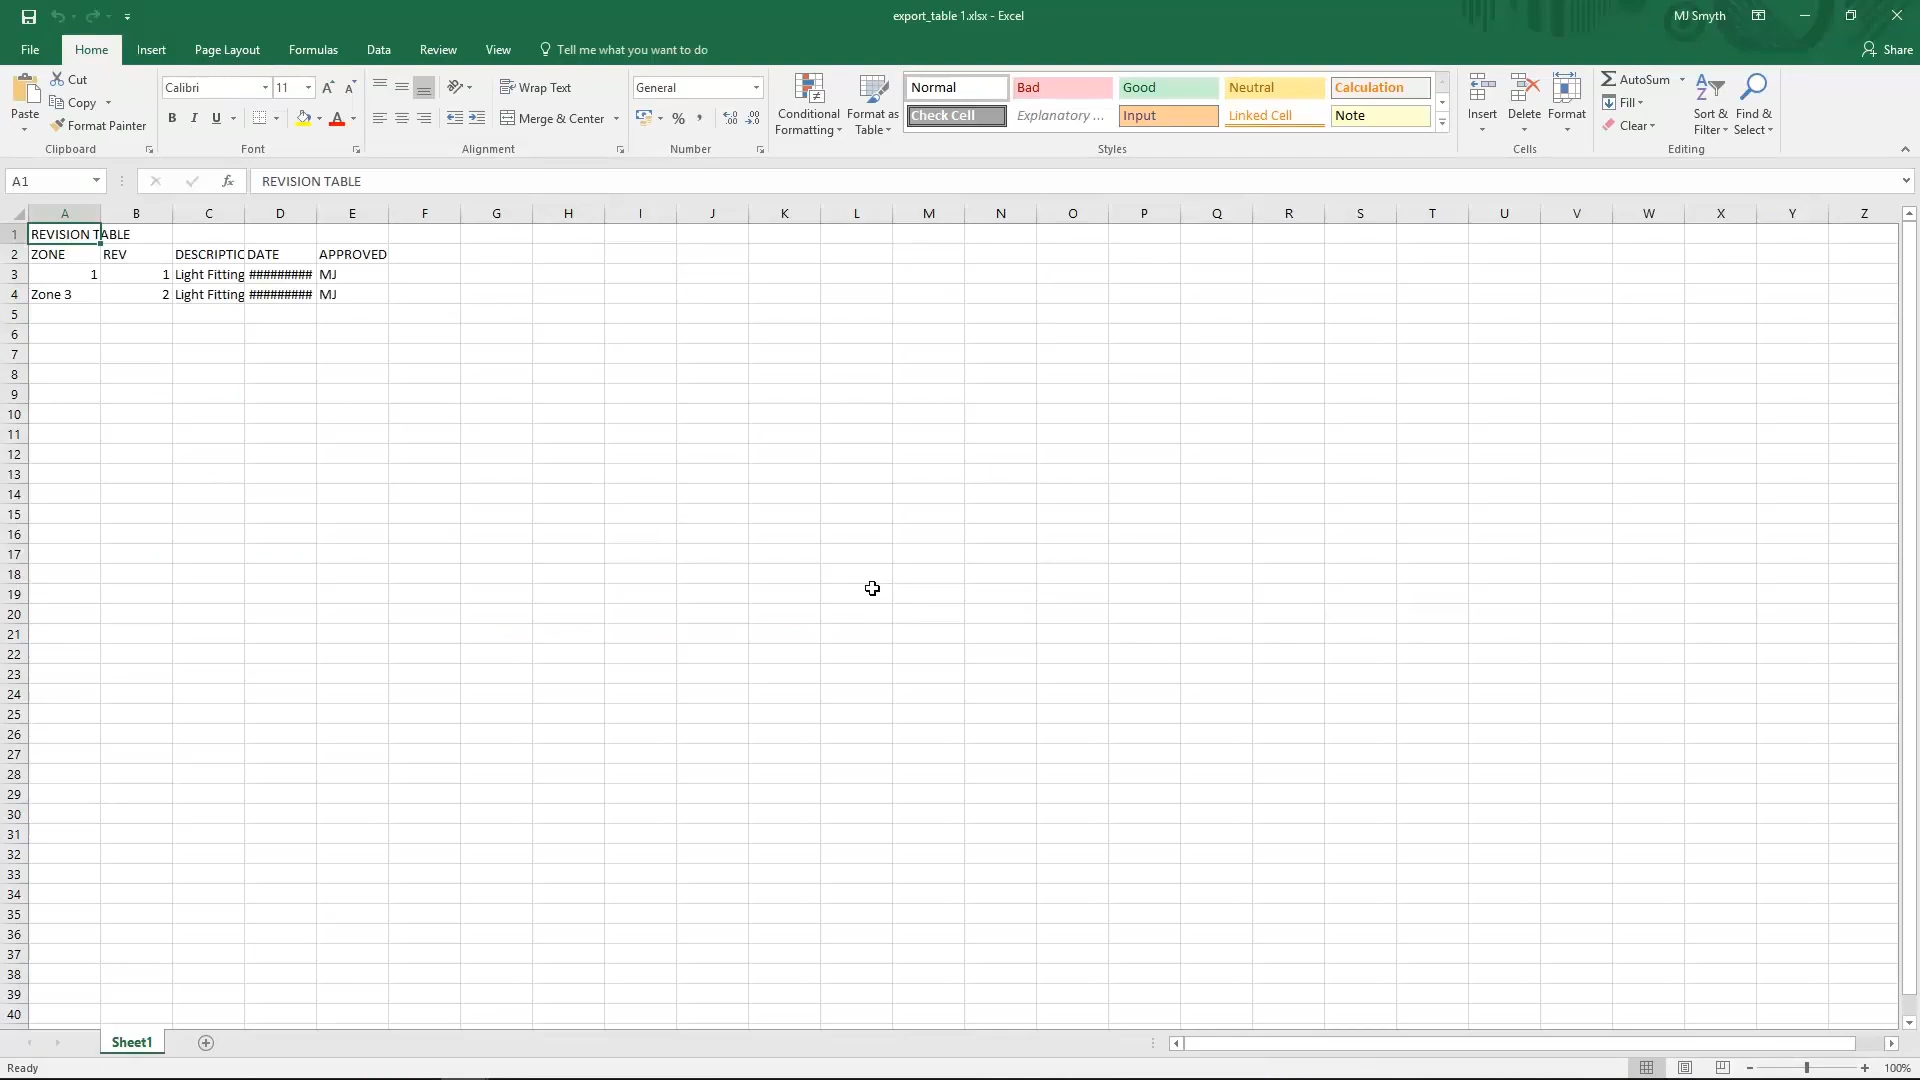 export_table 1.xlsx - Excel
MJ Smyth
File Home Insert Page Layout Formulas Data Review View Tell me what you want to do Share
Paste Cut Copy Format Painter Clipboard
Calibri 11 A A B I U A Font
Wrap Text Merge & Center Alignment
General % , Number
Conditional Formatting Format as Table
Normal Bad Good Neutral Calculation
Check Cell Explanatory ... Input Linked Cell Note
Styles
Insert Delete Format Cells
AutoSum Fill Clear Sort & Filter Find & Select Editing
A1 fx REVISION TABLE
A B C D E F G H I J K L M N O P Q R S T U V W X Y Z
1 REVISION TABLE
2 ZONE REV DESCRIPTIC DATE APPROVED
3 1 1 Light Fitting ######### MJ
4 Zone 3 2 Light Fitting ######### MJ
5
6
7
8
9
10
11
12
13
14
15
16
17
18
19
20
21
22
23
24
25
26
27
28
29
30
31
32
33
34
35
36
37
38
39
40
Sheet1
Ready 100%